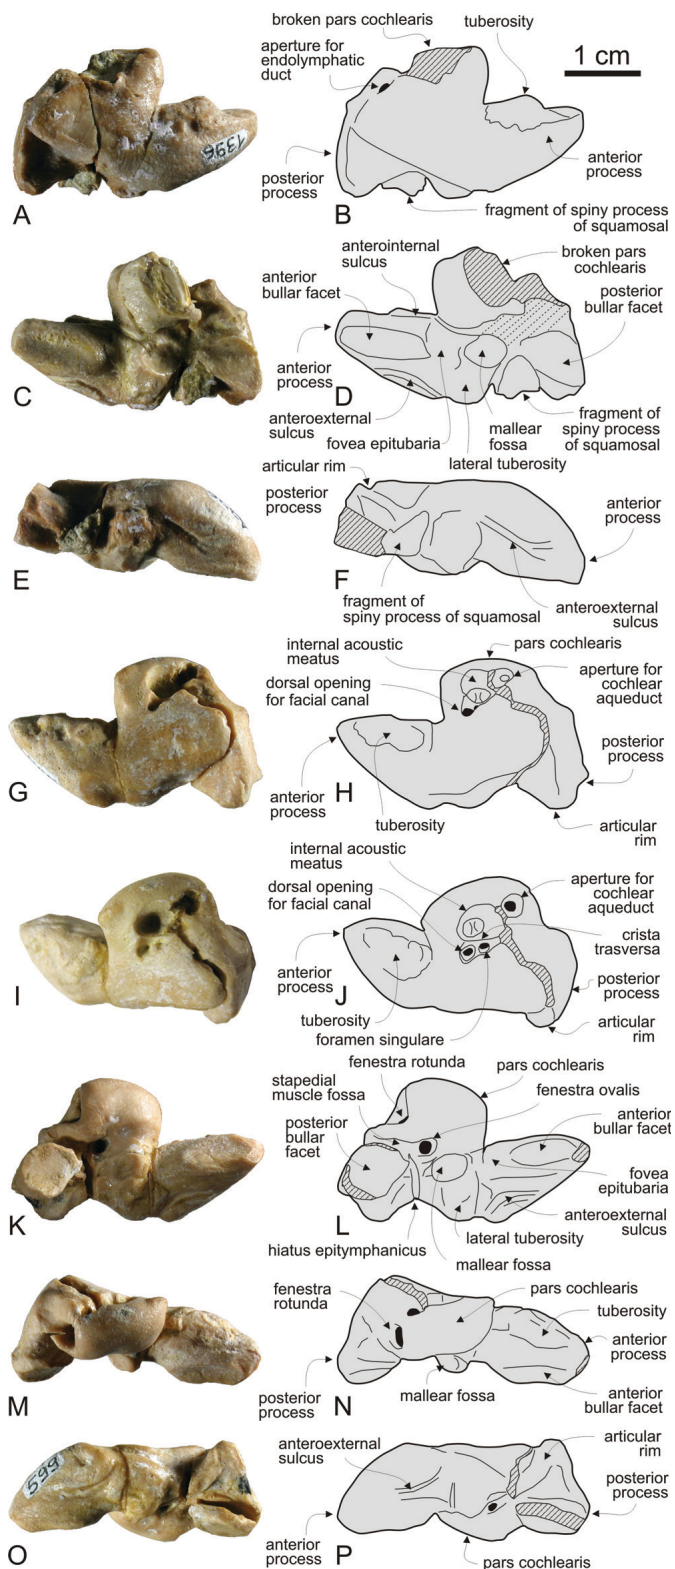 broken pars cochlearis
tuberosity
aperture for
endolymphatic
duct
1 cm
1396
posterior
process
anterior
process
fragment of spiny process
of squamosal
A
B
anterointernal
sulcus
anterior
bullar facet
broken pars
cochlearis
posterior
bullar facet
anterior
process
anteroexternal
sulcus
fovea epitubaria
mallear
fossa
lateral tuberosity
fragment of
spiny process
of squamosal
C
D
articular rim
posterior
process
anterior
process
fragment of
spiny process of squamosal
anteroexternal
sulcus
E
F
internal acoustic
meatus
pars cochlearis
dorsal opening
for facial canal
aperture for
cochlear
aqueduct
posterior
process
anterior
process
tuberosity
articular
rim
G
H
internal acoustic
meatus
dorsal opening
for facial canal
aperture for
cochlear
aqueduct
crista
trasversa
anterior
process
posterior
process
tuberosity
foramen singulare
articular
rim
I
J
fenestra rotunda
pars cochlearis
stapedial
muscle fossa
fenestra ovalis
posterior
bullar
facet
anterior
bullar facet
fovea
epitubaria
anteroexternal
sulcus
hiatus epitymphanicus
lateral tuberosity
mallear fossa
K
L
fenestra
rotunda
pars cochlearis
tuberosity
anterior
process
posterior
process
mallear fossa
anterior
bullar facet
M
N
599
anteroexternal
sulcus
articular
rim
posterior
process
anterior
process
pars cochlearis
O
P